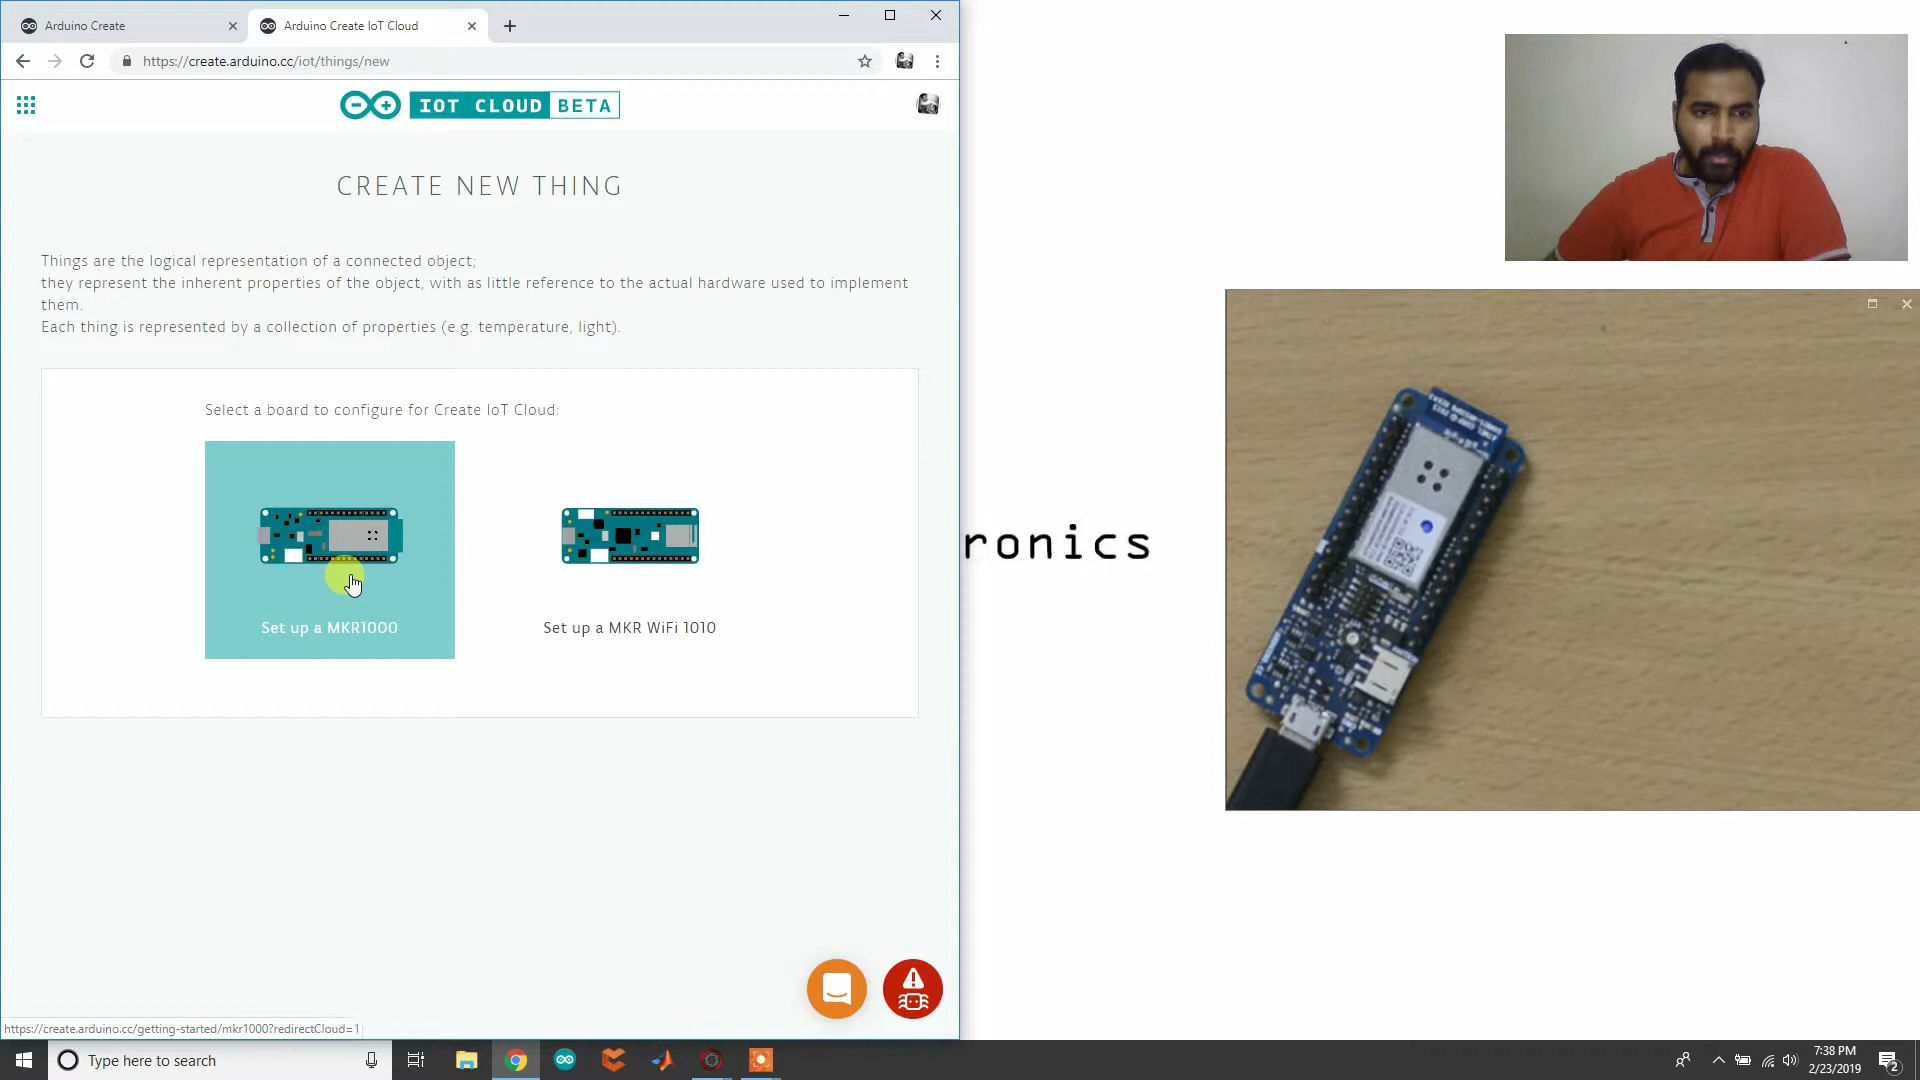 Arduino Create
Arduino Create IoT Cloud
https://create.arduino.cc/iot/things/new
IOT CLOUD BETA
CREATE NEW THING
Things are the logical representation of a connected object;
they represent the inherent properties of the object, with as little reference to the actual hardware used to implement
them.
Each thing is represented by a collection of properties (e.g. temperature, light).
Select a board to configure for Create IoT Cloud:
Set up a MKR1000
Set up a MKR WiFi 1010
ronics
https://create.arduino.cc/getting-started/mkr1000?redirectCloud=1
Type here to search
7:38 PM
2/23/2019
2